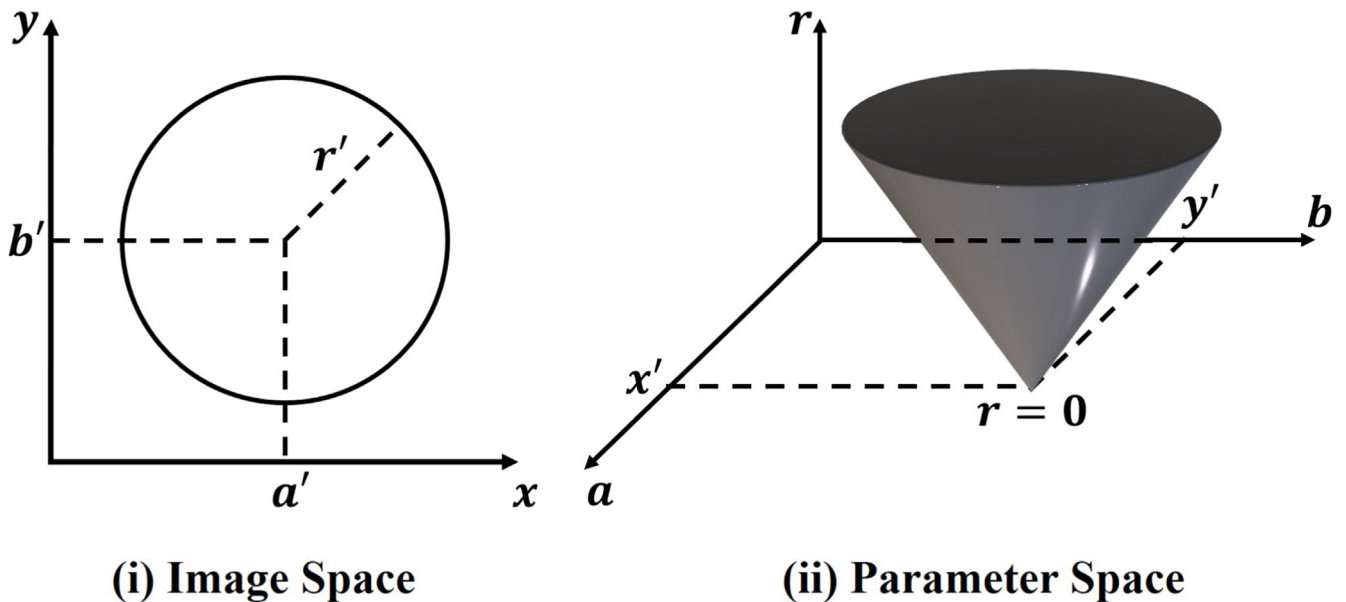 y
r′
b′
a′
x
(i) Image Space
r
y′
b
x′
r = 0
a
(ii) Parameter Space